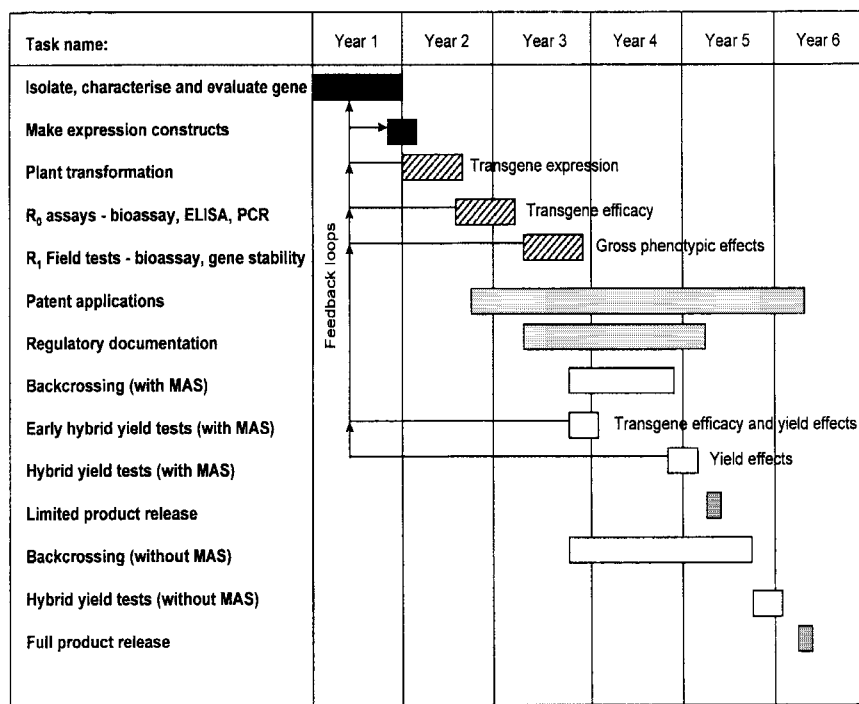 Task name: Year 1 Year 2 Year 3 Year 4 Year 5 Year 6
Isolate, characterise and evaluate gene
Make expression constructs
Plant transformation Transgene expression
R₀ assays - bioassay, ELISA, PCR Transgene efficacy
R₁ Field tests - bioassay, gene stability Gross phenotypic effects
Feedback loops
Patent applications
Regulatory documentation
Backcrossing (with MAS)
Early hybrid yield tests (with MAS) Transgene efficacy and yield effects
Hybrid yield tests (with MAS) Yield effects
Limited product release
Backcrossing (without MAS)
Hybrid yield tests (without MAS)
Full product release